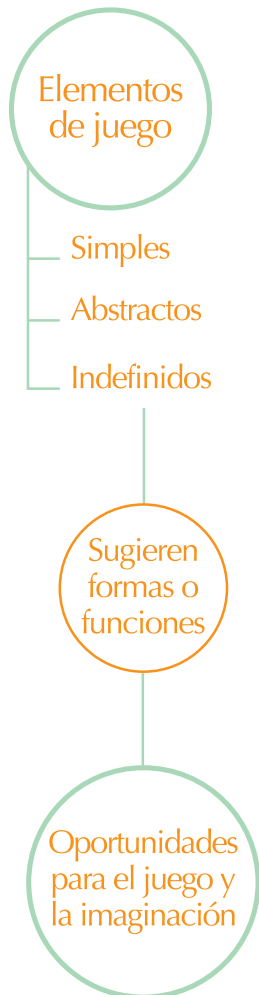 Elementos
de juego
Simples
Abstractos
Indefinidos
Sugieren
formas o
funciones
Oportunidades
para el juego y
la imaginación